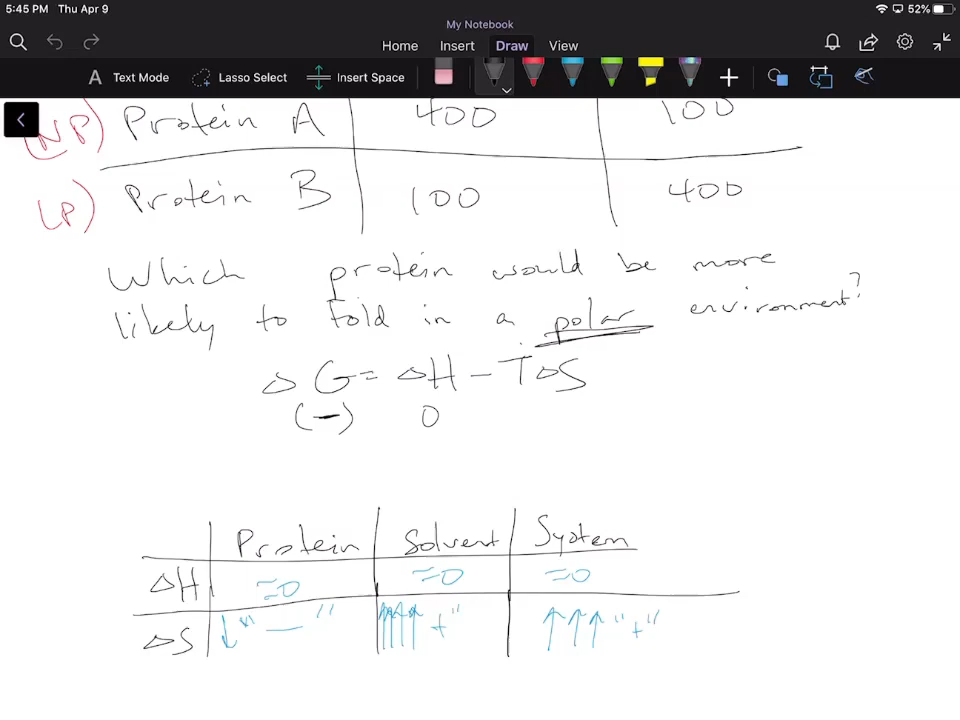 5:45 PM Thu Apr 9 52%
My Notebook
Home Insert Draw View
A Text Mode Lasso Select Insert Space
(NP) Protein A 400 100
(P) Protein B 100 400
Which protein would be more
likely to fold in a polar environment?
ΔG = ΔH - TΔS
(-) 0
Protein Solvent System
ΔH =0 =0 =0
ΔS ↓ "-" ↑↑↑↑ "+" ↑↑↑ "+"